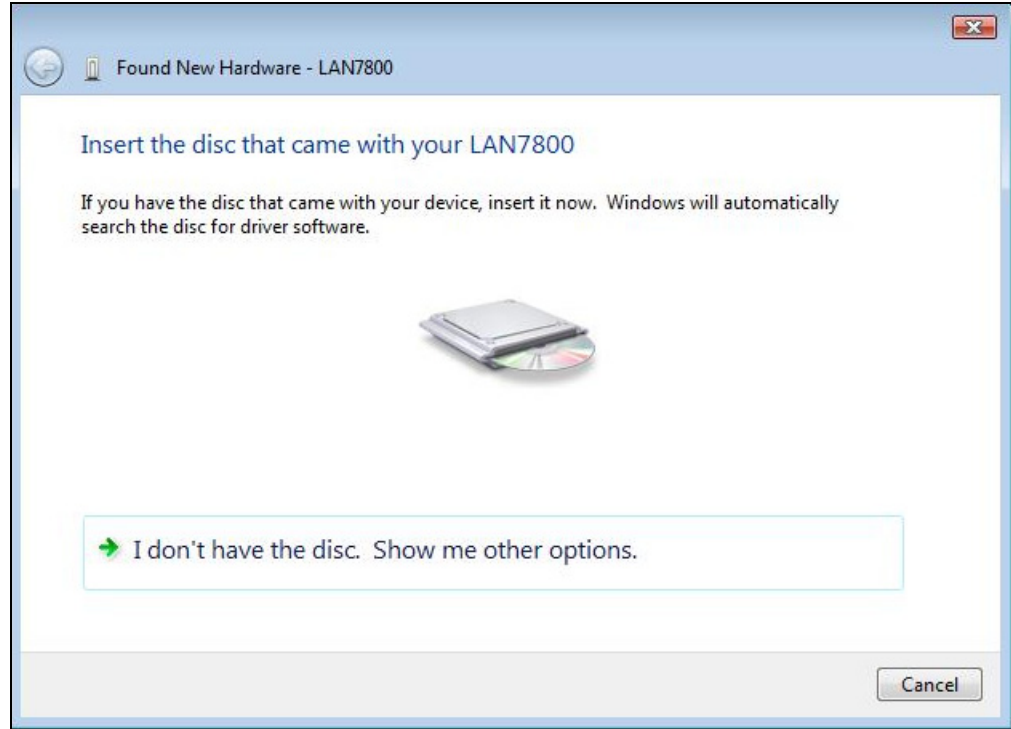 Found New Hardware - LAN7800
Insert the disc that came with your LAN7800
If you have the disc that came with your device, insert it now.  Windows will automatically
search the disc for driver software.
I don't have the disc.  Show me other options.
Cancel